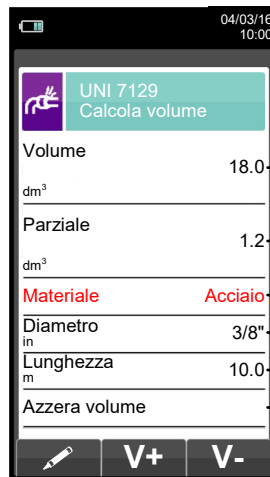 04/03/16
10:00
UNI 7129
Calcola volume
Volume
18.0
dm³
Parziale
1.2
dm³
Materiale Acciaio
Diametro
in
3/8"
Lunghezza
m
10.0
Azzera volume
V+ V-